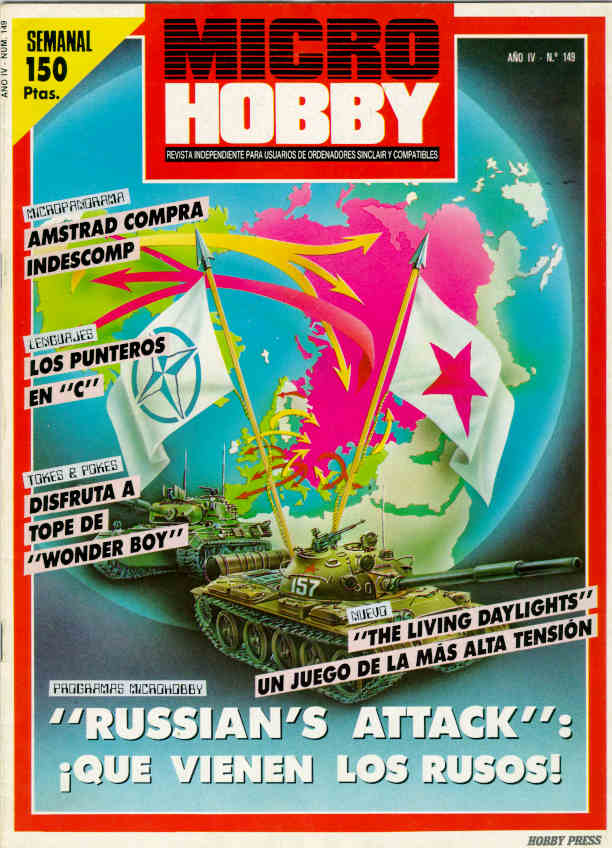 AÑO IV - NUM. 149
SEMANAL
150
Ptas.
MICRO
HOBBY
AÑO IV - N.º 149
REVISTA INDEPENDIENTE PARA USUARIOS DE ORDENADORES SINCLAIR Y COMPATIBLES
MICROPANORAMA
AMSTRAD COMPRA
INDESCOMP
LENGUAJES
LOS PUNTEROS
EN "C"
TOKES & POKES
DISFRUTA A
TOPE DE
"WONDER BOY"
157
NUEVO
"THE LIVING DAYLIGHTS"
UN JUEGO DE LA MÁS ALTA TENSIÓN
PROGRAMAS MICROHOBBY
"RUSSIAN'S ATTACK":
¡QUE VIENEN LOS RUSOS!
HOBBY PRESS